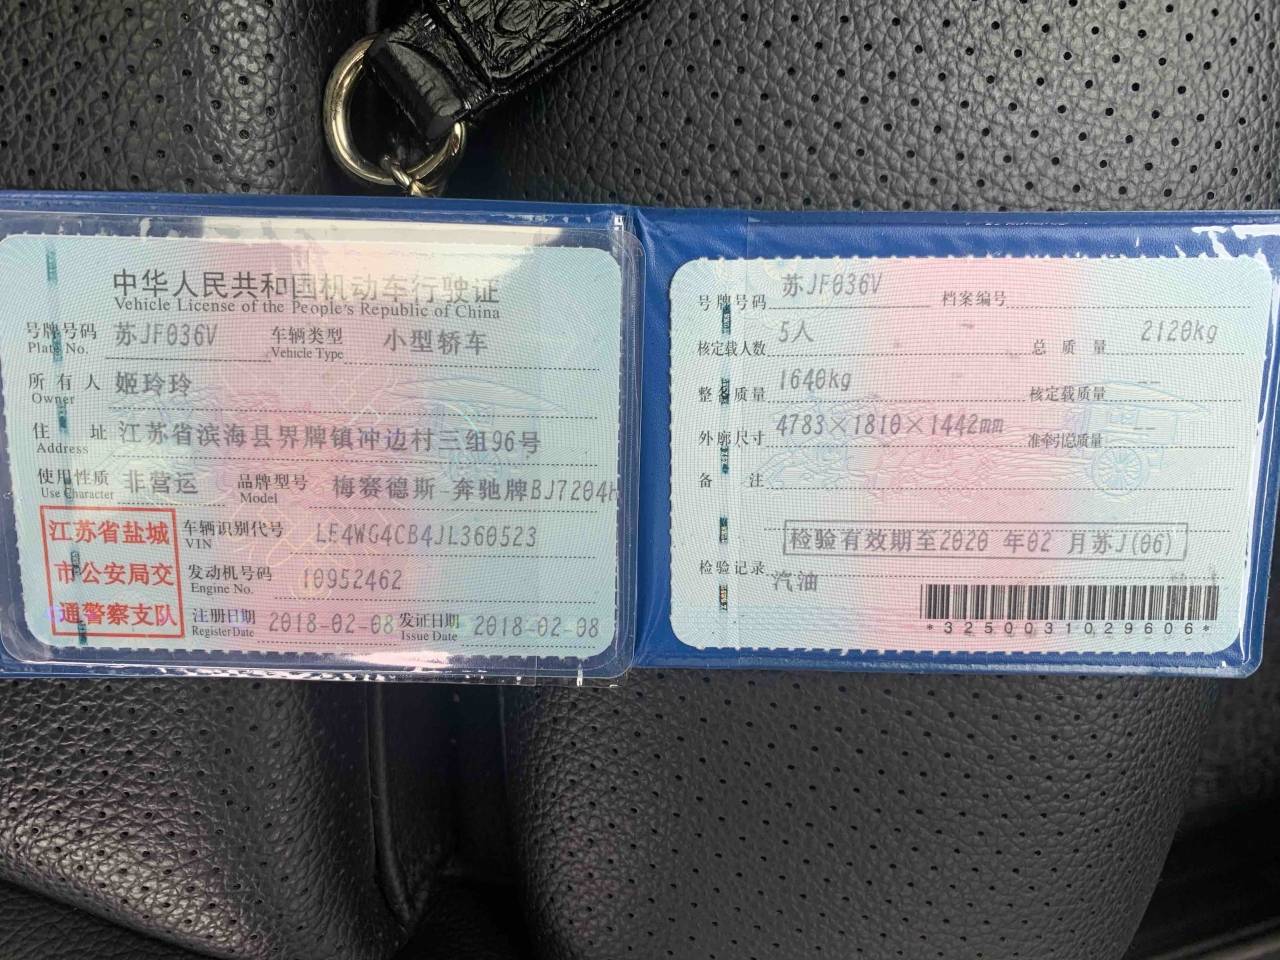 中华人民共和国机动车行驶证
Vehicle License of the People's Republic of China
号牌号码 苏JF036V 车辆类型 小型轿车
Plate No. Vehicle Type
所有人 姬玲玲
Owner
住址 江苏省滨海县界牌镇冲边村三组96号
Address
使用性质 非营运 品牌型号 梅赛德斯-奔驰牌BJ7204H
Use Character Model
江苏省盐城
市公安局交
通警察支队
车辆识别代号 LE4WG4CB4JL360523
VIN
发动机号码 10952462
Engine No.
注册日期 2018-02-08 发证日期 2018-02-08
Register Date Issue Date
号牌号码 苏JF036V 档案编号
核定载人数 5人 总质量 2120kg
整备质量 1640kg 核定载质量 --
外廓尺寸 4783×1810×1442mm 准牵引总质量 --
备注
检验有效期至2020 年02 月苏J(06)
检验记录
汽油
*3250031029606*